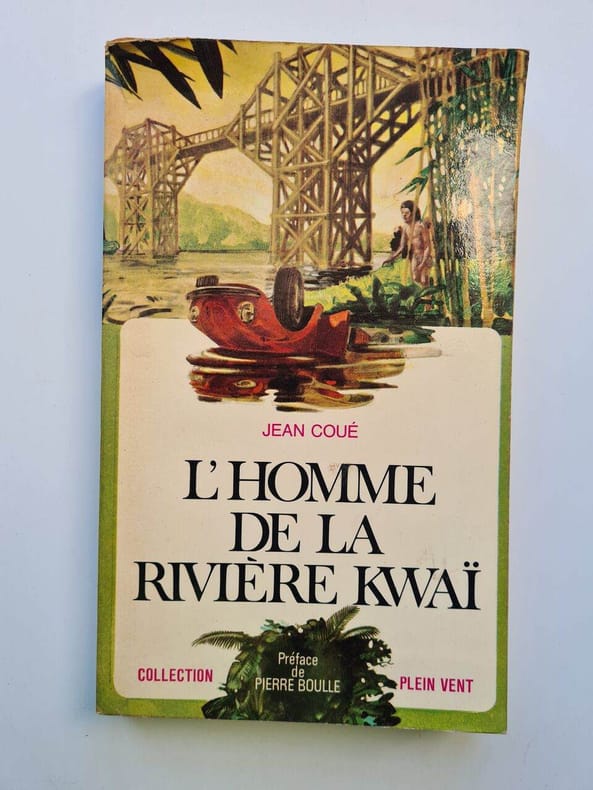 JEAN COUÉ
L'HOMME
DE LA
RIVIÈRE KWAÏ
COLLECTION
Préface
de
PIERRE BOULLE
PLEIN VENT